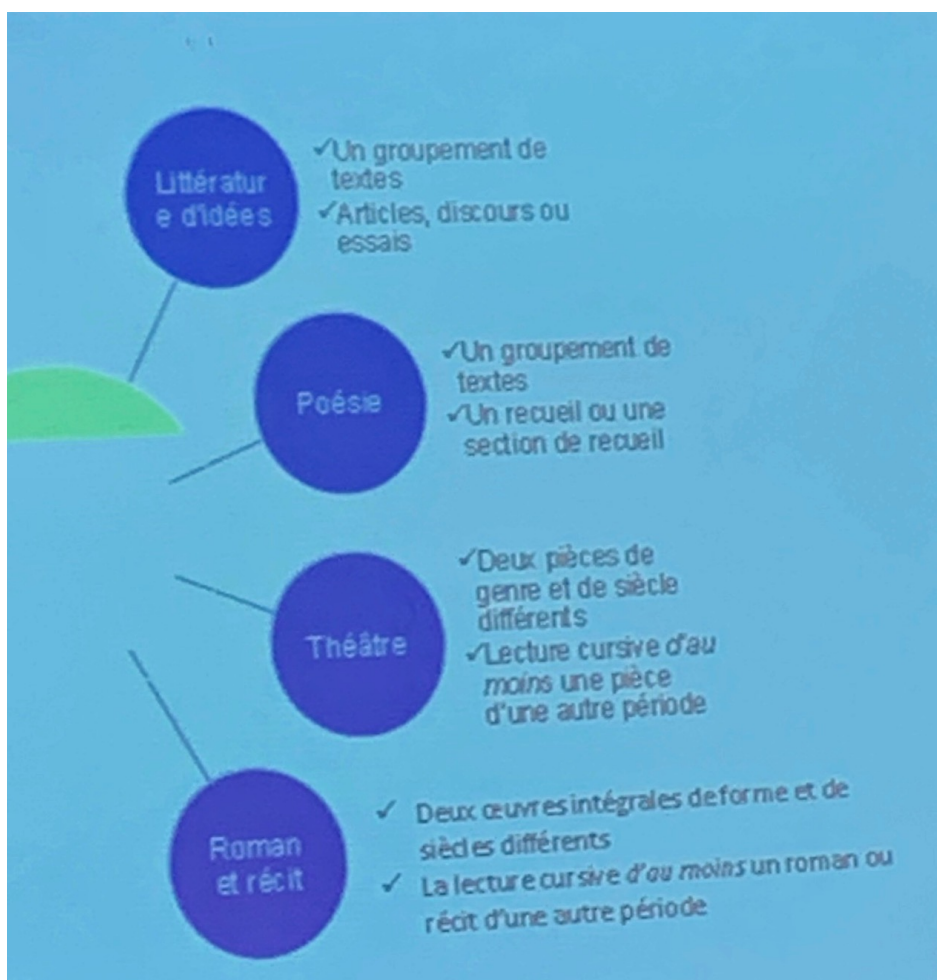 Littératur
e d'idées
✓Un groupement de
textes
✓Articles, discours ou
essais
Poésie
✓Un groupement de
textes
✓Un recueil ou une
section de recueil
Théâtre
✓Deux pièces de
genre et de siècle
différents
✓Lecture cursive d'au
moins une pièce
d'une autre période
Roman
et récit
✓ Deux œuvres intégrales de forme et de
siècles différents
✓ La lecture cursive d'au moins un roman ou
récit d'une autre période